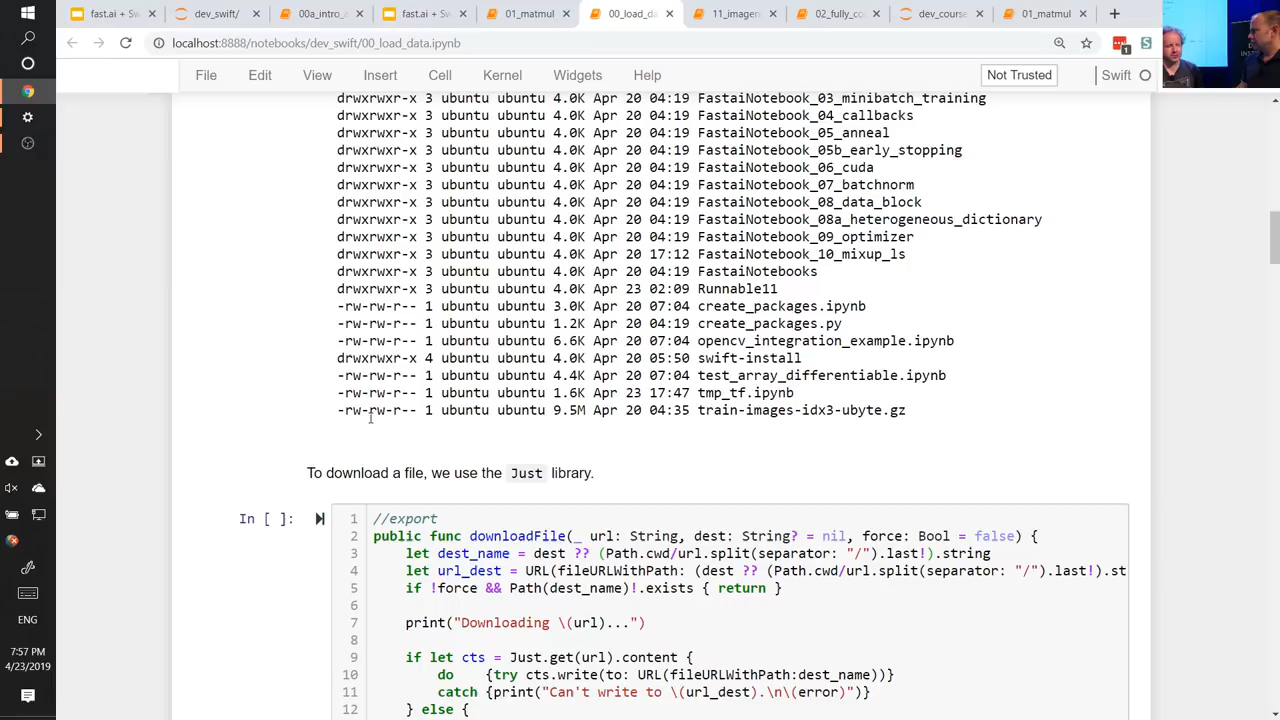 fast.ai + Sw
dev_swift/
00a_intro_a
fast.ai + Sw
01_matmul
00_load_da
11_imagen
02_fully_co
dev_course
01_matmul
localhost:8888/notebooks/dev_swift/00_load_data.ipynb
File Edit View Insert Cell Kernel Widgets Help Not Trusted Swift
drwxrwxr-x 3 ubuntu ubuntu 4.0K Apr 20 04:19 FastaiNotebook_03_minibatch_training
drwxrwxr-x 3 ubuntu ubuntu 4.0K Apr 20 04:19 FastaiNotebook_04_callbacks
drwxrwxr-x 3 ubuntu ubuntu 4.0K Apr 20 04:19 FastaiNotebook_05_anneal
drwxrwxr-x 3 ubuntu ubuntu 4.0K Apr 20 04:19 FastaiNotebook_05b_early_stopping
drwxrwxr-x 3 ubuntu ubuntu 4.0K Apr 20 04:19 FastaiNotebook_06_cuda
drwxrwxr-x 3 ubuntu ubuntu 4.0K Apr 20 04:19 FastaiNotebook_07_batchnorm
drwxrwxr-x 3 ubuntu ubuntu 4.0K Apr 20 04:19 FastaiNotebook_08_data_block
drwxrwxr-x 3 ubuntu ubuntu 4.0K Apr 20 04:19 FastaiNotebook_08a_heterogeneous_dictionary
drwxrwxr-x 3 ubuntu ubuntu 4.0K Apr 20 04:19 FastaiNotebook_09_optimizer
drwxrwxr-x 3 ubuntu ubuntu 4.0K Apr 20 17:12 FastaiNotebook_10_mixup_ls
drwxrwxr-x 3 ubuntu ubuntu 4.0K Apr 20 04:19 FastaiNotebooks
drwxrwxr-x 3 ubuntu ubuntu 4.0K Apr 23 02:09 Runnable11
-rw-rw-r-- 1 ubuntu ubuntu 3.0K Apr 20 07:04 create_packages.ipynb
-rw-rw-r-- 1 ubuntu ubuntu 1.2K Apr 20 04:19 create_packages.py
-rw-rw-r-- 1 ubuntu ubuntu 6.6K Apr 20 07:04 opencv_integration_example.ipynb
drwxrwxr-x 4 ubuntu ubuntu 4.0K Apr 20 05:50 swift-install
-rw-rw-r-- 1 ubuntu ubuntu 4.4K Apr 20 07:04 test_array_differentiable.ipynb
-rw-rw-r-- 1 ubuntu ubuntu 1.6K Apr 23 17:47 tmp_tf.ipynb
-rw-rw-r-- 1 ubuntu ubuntu 9.5M Apr 20 04:35 train-images-idx3-ubyte.gz
To download a file, we use the Just library.
In [ ]:
1 //export
2 public func downloadFile(_ url: String, dest: String? = nil, force: Bool = false) {
3 let dest_name = dest ?? (Path.cwd/url.split(separator: "/").last!).string
4 let url_dest = URL(fileURLWithPath: (dest ?? (Path.cwd/url.split(separator: "/").last!).st
5 if !force && Path(dest_name)!.exists { return }
6
7 print("Downloading \(url)...")
8
9 if let cts = Just.get(url).content {
10 do {try cts.write(to: URL(fileURLWithPath:dest_name))}
11 catch {print("Can't write to \(url_dest).\n\(error)")}
12 } else {
ENG
7:57 PM
4/23/2019